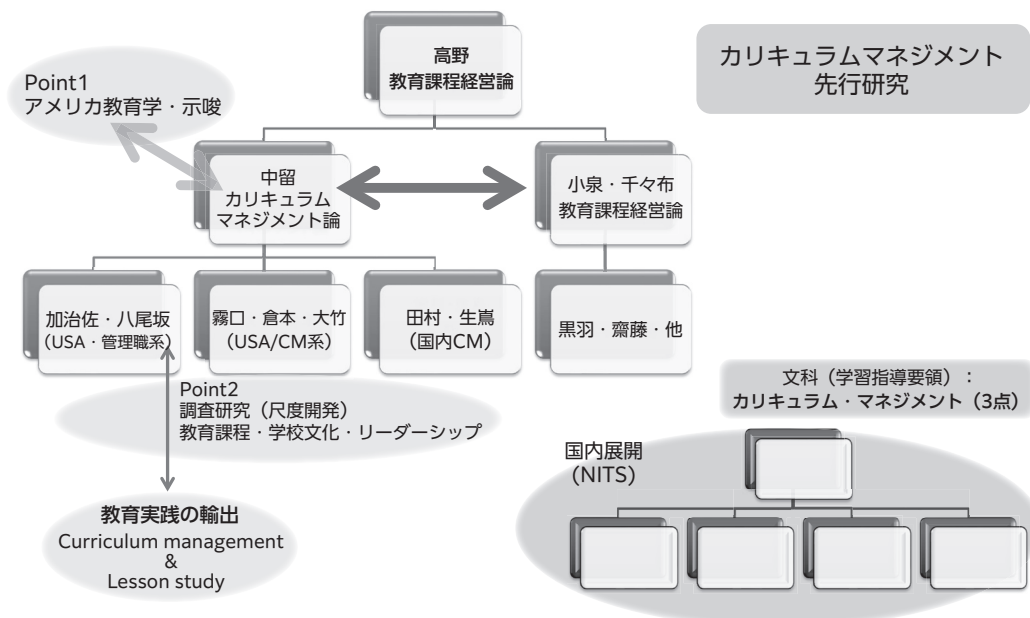 高野
教育課程経営論
カリキュラムマネジメント
先行研究
Point1
アメリカ教育学・示唆
中留
カリキュラム
マネジメント論
小泉・千々布
教育課程経営論
加治佐・八尾坂
(USA・管理職系)
霧口・倉本・大竹
(USA/CM系)
田村・生嶌
(国内CM)
黒羽・齋藤・他
Point2
調査研究（尺度開発）
教育課程・学校文化・リーダーシップ
文科（学習指導要領）：
カリキュラム・マネジメント（3点）
国内展開
(NITS)
教育実践の輸出
Curriculum management
&
Lesson study